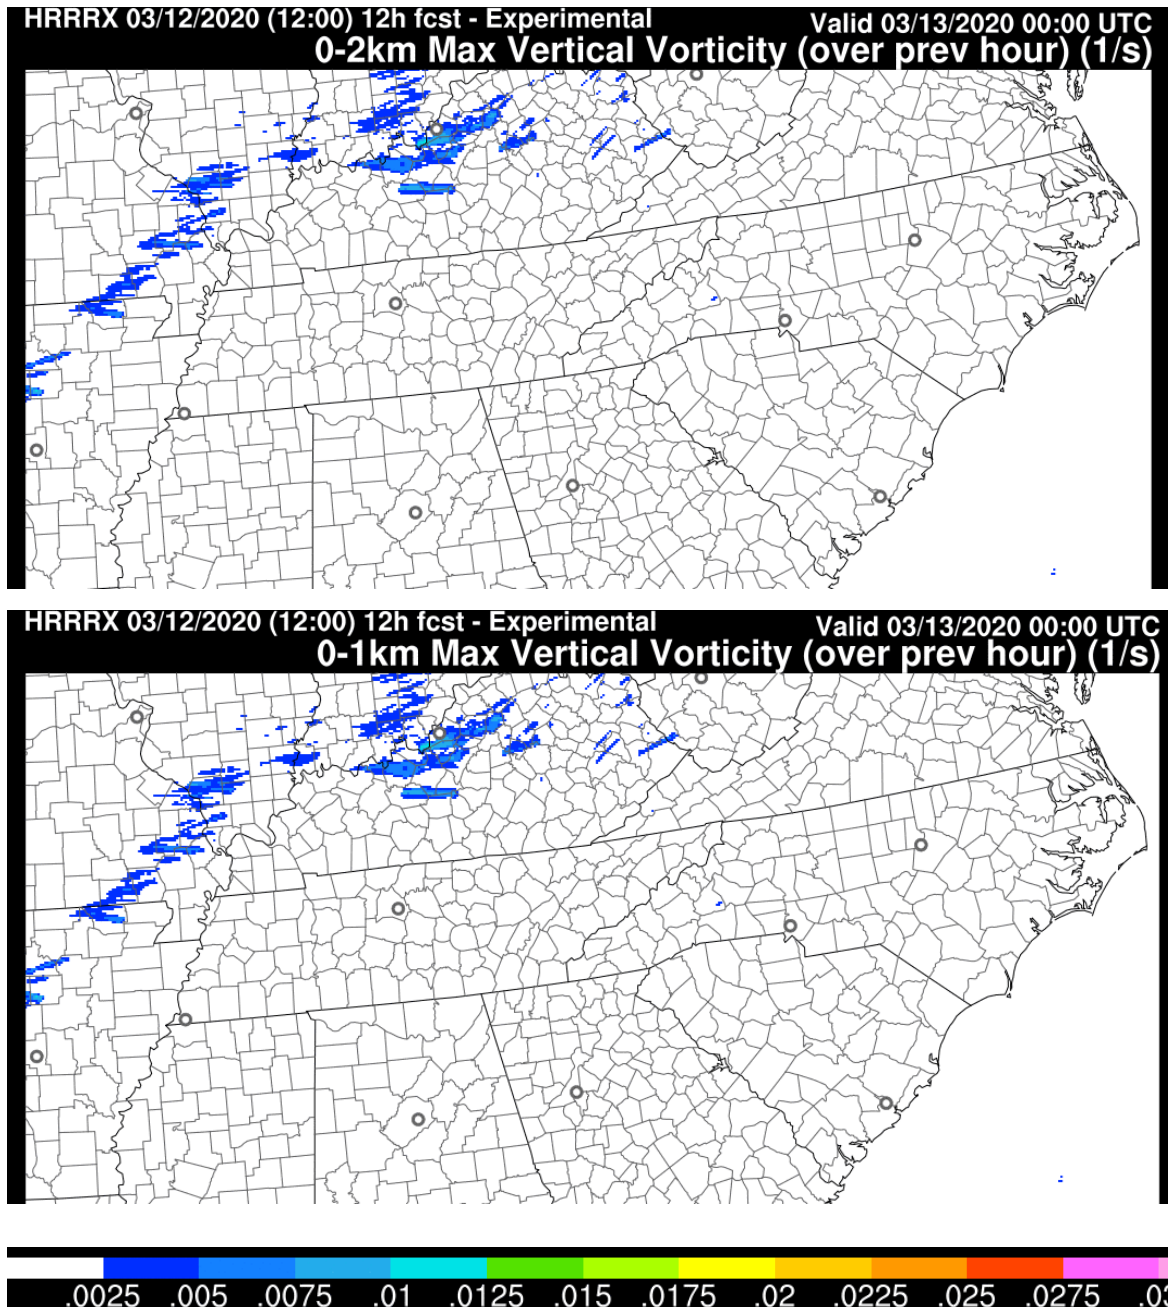 HRRRX 03/12/2020 (12:00) 12h fcst - Experimental Valid 03/13/2020 00:00 UTC
0-2km Max Vertical Vorticity (over prev hour) (1/s)
HRRRX 03/12/2020 (12:00) 12h fcst - Experimental Valid 03/13/2020 00:00 UTC
0-1km Max Vertical Vorticity (over prev hour) (1/s)
.0025 .005 .0075 .01 .0125 .015 .0175 .02 .0225 .025 .0275